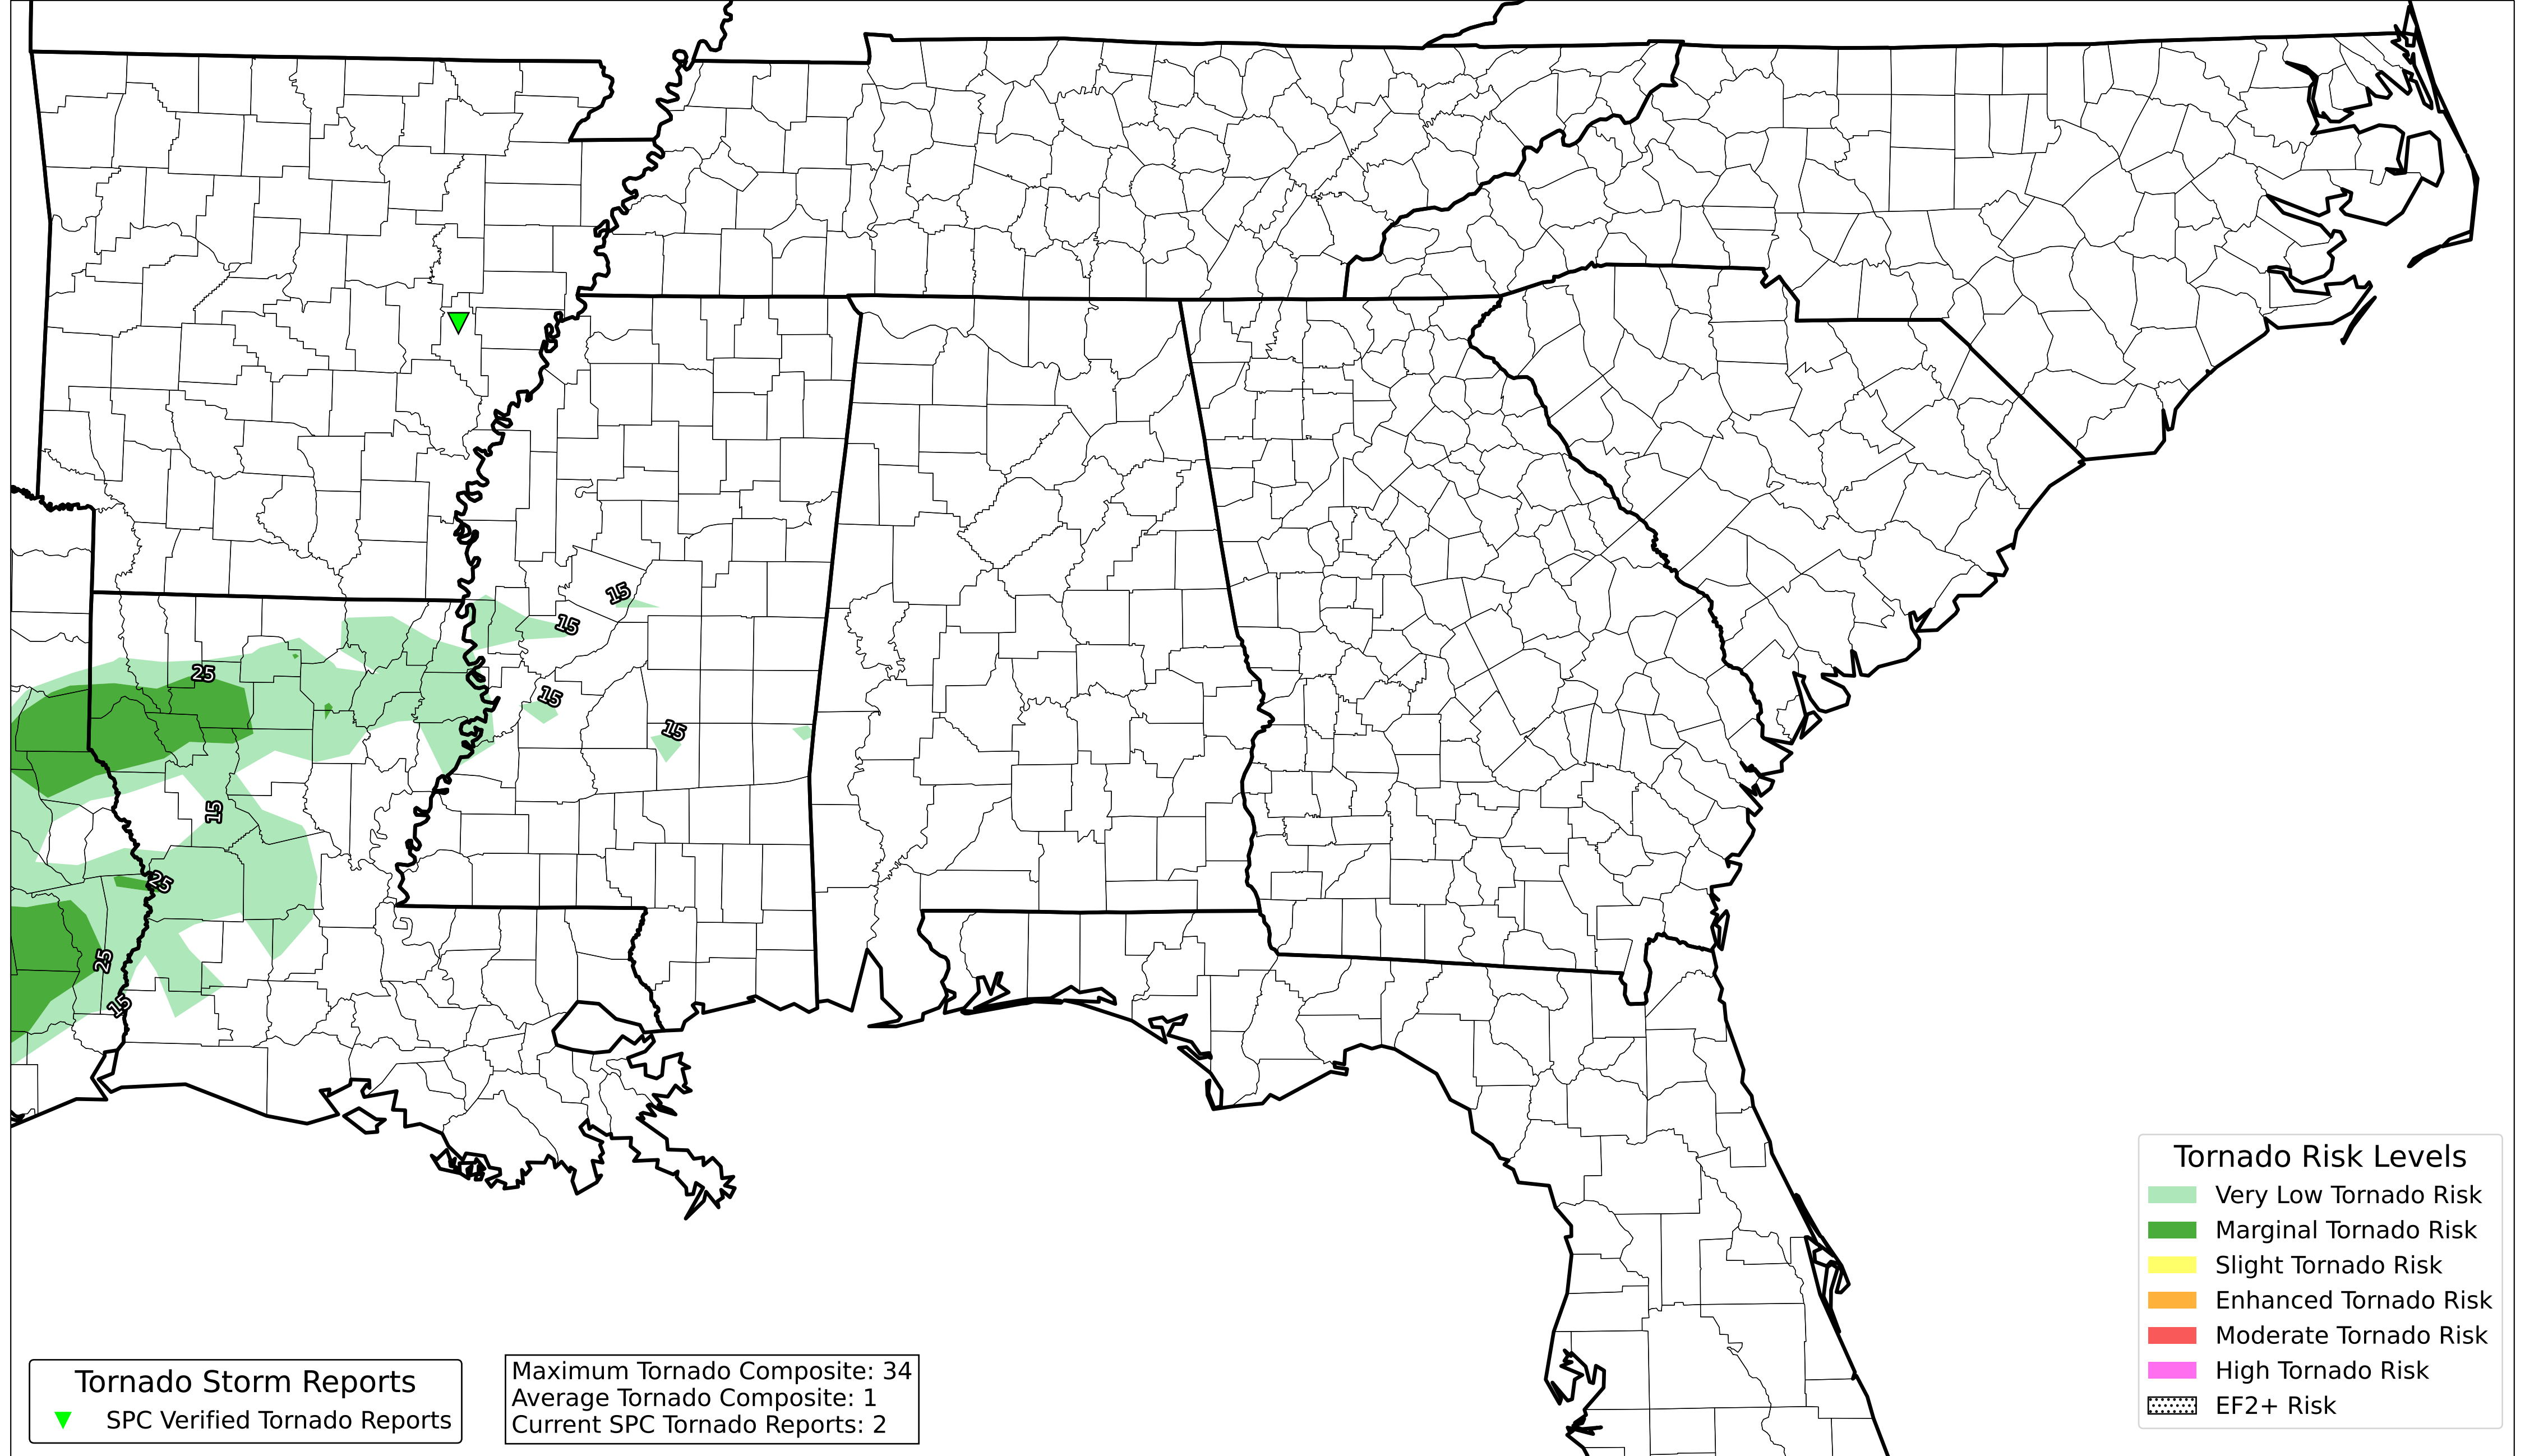 15
15
25
15
15
15
25
25
15
Tornado Storm Reports
SPC Verified Tornado Reports
Maximum Tornado Composite: 34
Average Tornado Composite: 1
Current SPC Tornado Reports: 2
Tornado Risk Levels
Very Low Tornado Risk
Marginal Tornado Risk
Slight Tornado Risk
Enhanced Tornado Risk
Moderate Tornado Risk
High Tornado Risk
EF2+ Risk